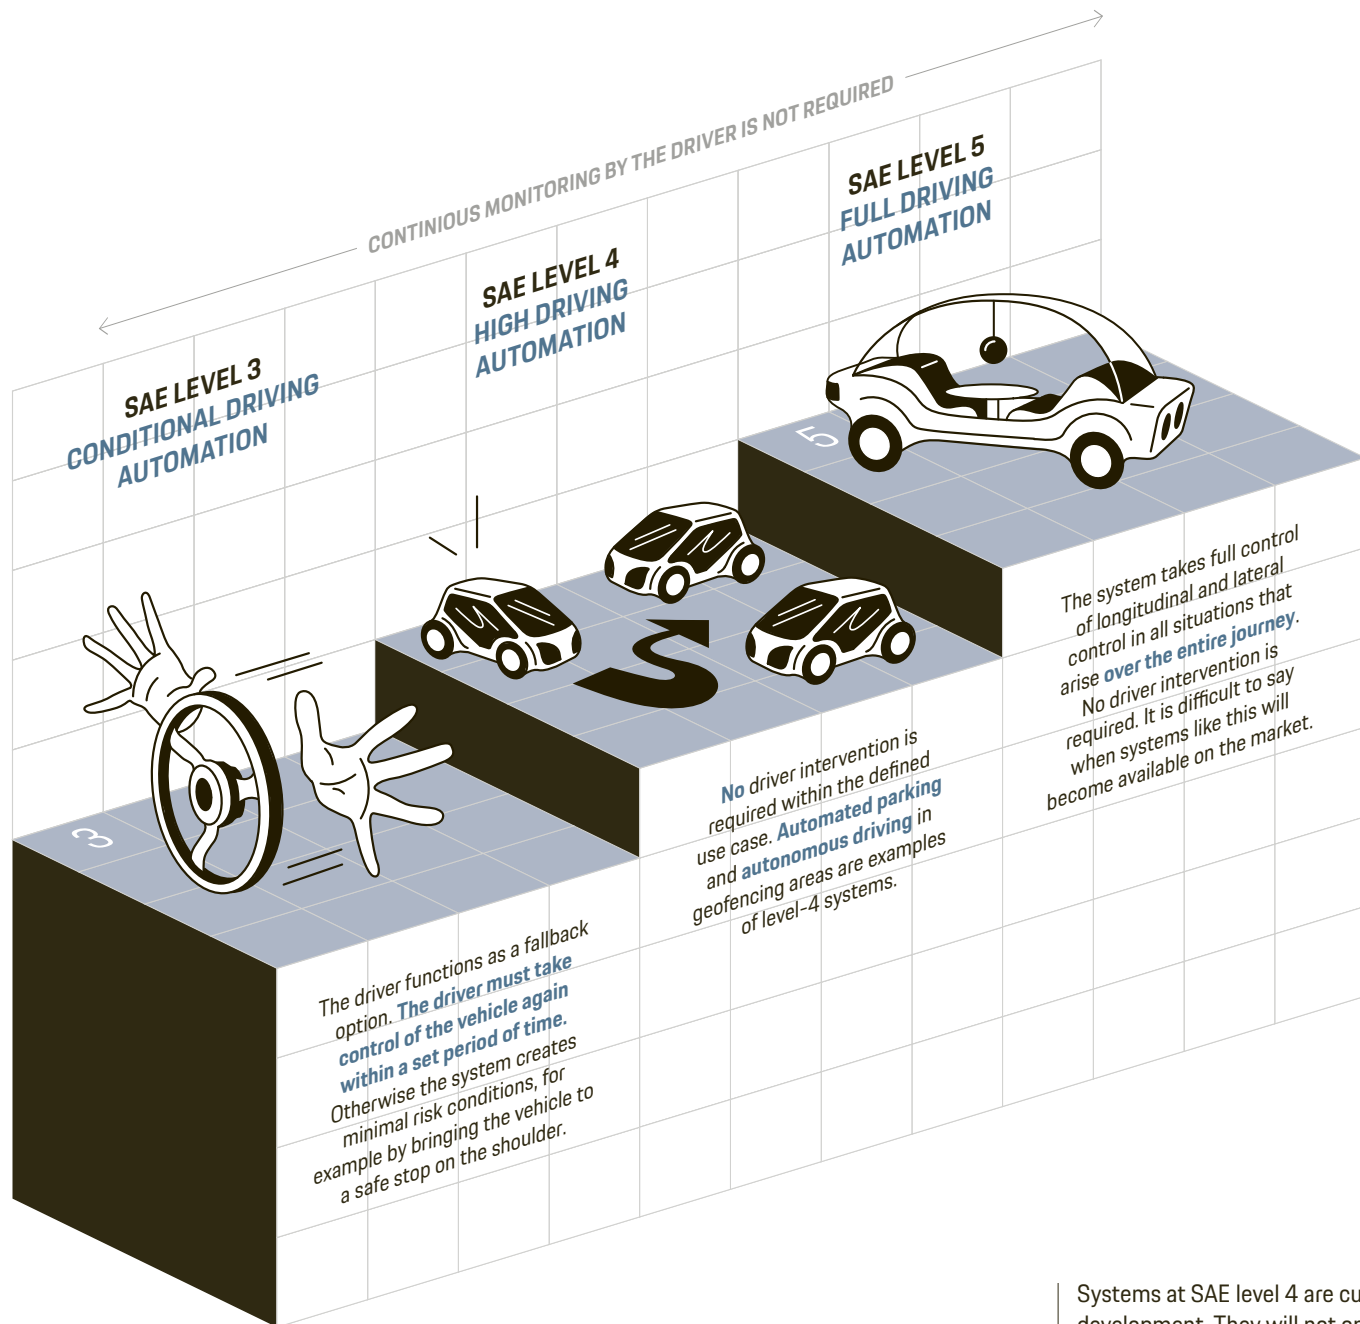 CONTINIOUS MONITORING BY THE DRIVER IS NOT REQUIRED
SAE LEVEL 3
CONDITIONAL DRIVING
AUTOMATION
SAE LEVEL 4
HIGH DRIVING
AUTOMATION
SAE LEVEL 5
FULL DRIVING
AUTOMATION
3
5
The driver functions as a fallback
option. The driver must take
control of the vehicle again
within a set period of time.
Otherwise the system creates
minimal risk conditions, for
example by bringing the vehicle to
a safe stop on the shoulder.
No driver intervention is
required within the defined
use case. Automated parking
and autonomous driving in
geofencing areas are examples
of level-4 systems.
The system takes full control
of longitudinal and lateral
control in all situations that
arise over the entire journey.
No driver intervention is
required. It is difficult to say
when systems like this will
become available on the market.
Systems at SAE level 4 are cu
development. They will not